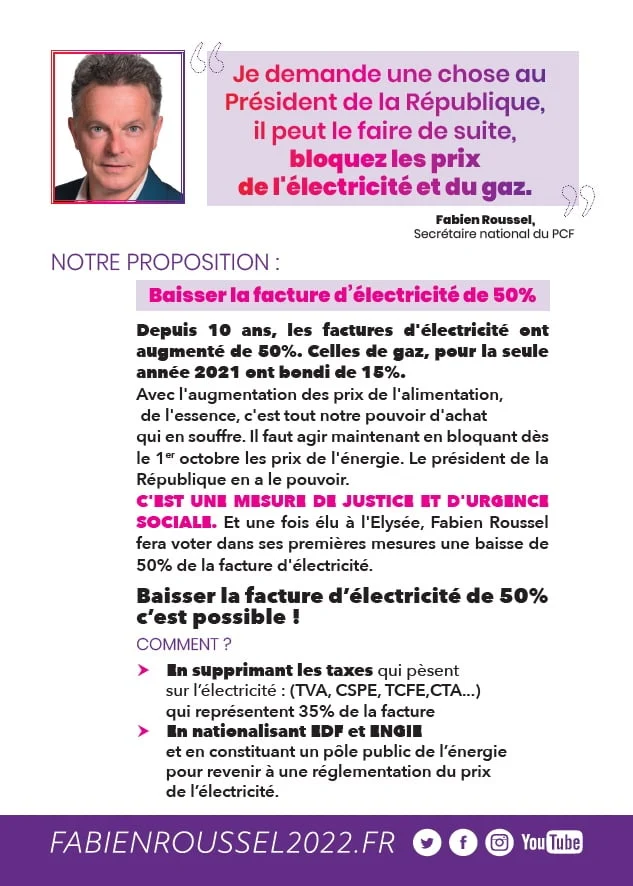 “ Je demande une chose au
Président de la République,
il peut le faire de suite,
bloquez les prix
de l'électricité et du gaz. ”
Fabien Roussel,
Secrétaire national du PCF
NOTRE PROPOSITION :
Baisser la facture d’électricité de 50%
Depuis 10 ans, les factures d'électricité ont
augmenté de 50%. Celles de gaz, pour la seule
année 2021 ont bondi de 15%.
Avec l'augmentation des prix de l'alimentation,
de l'essence, c'est tout notre pouvoir d'achat
qui en souffre. Il faut agir maintenant en bloquant dès
le 1er octobre les prix de l'énergie. Le président de la
République en a le pouvoir.
C'EST UNE MESURE DE JUSTICE ET D'URGENCE
SOCIALE. Et une fois élu à l'Elysée, Fabien Roussel
fera voter dans ses premières mesures une baisse de
50% de la facture d'électricité.
Baisser la facture d’électricité de 50%
c’est possible !
COMMENT ?
En supprimant les taxes qui pèsent
sur l’électricité : (TVA, CSPE, TCFE,CTA...)
qui représentent 35% de la facture
En nationalisant EDF et ENGIE
et en constituant un pôle public de l’énergie
pour revenir à une réglementation du prix
de l’électricité.
FABIENROUSSEL2022.FR YouTube